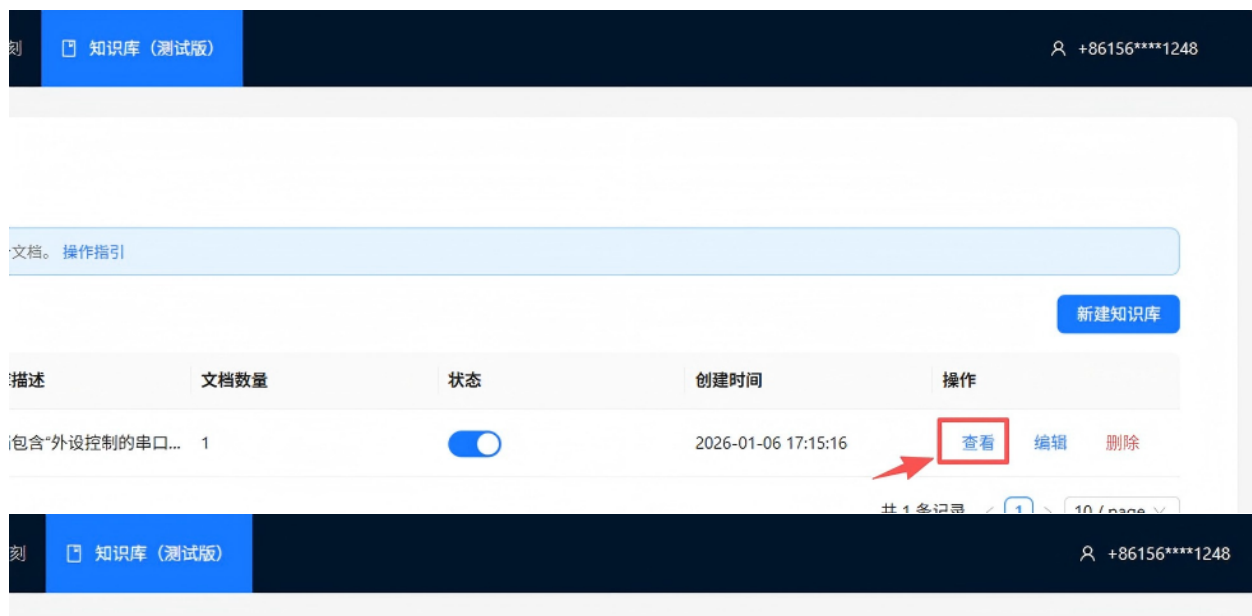 刻 知识库（测试版） +86156****1248
文档。 操作指引
新建知识库
描述 文档数量 状态 创建时间 操作
包含“外设控制的串口... 1 2026-01-06 17:15:16 查看 编辑 删除
共 1 条记录 < 1 > 10 / page
刻 知识库（测试版） +86156****1248